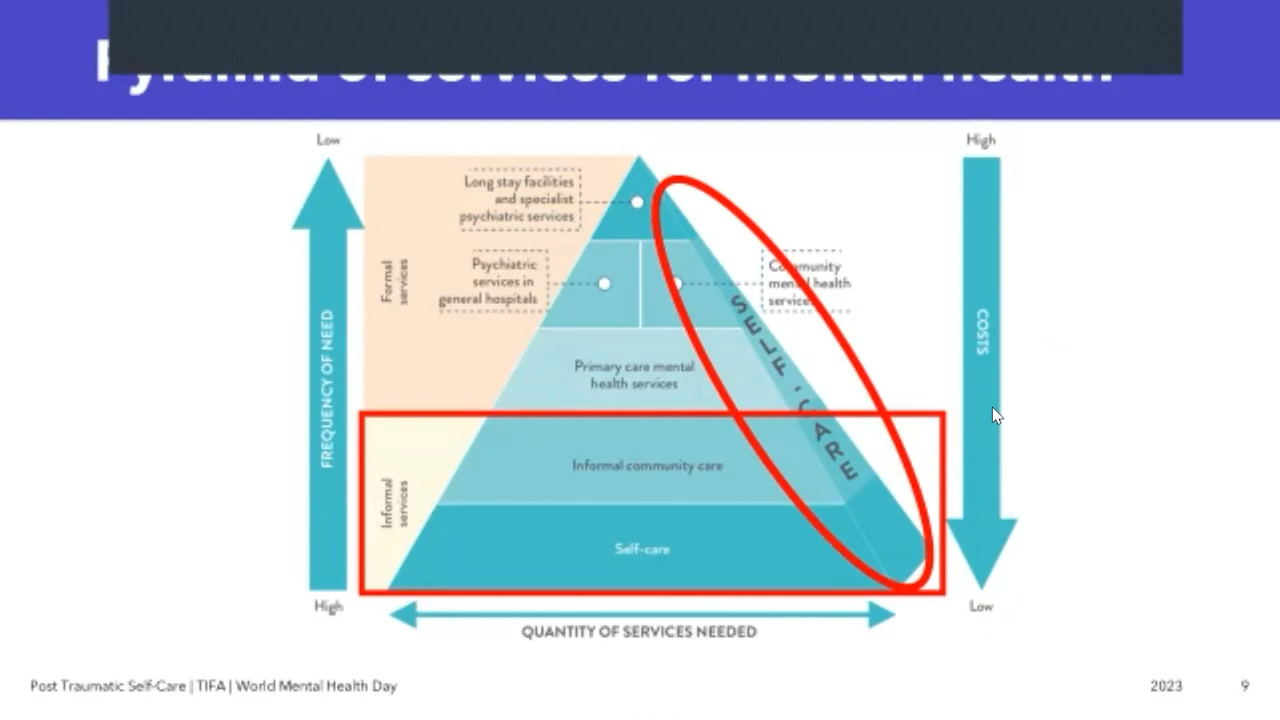 Pyramid of services for mental health
Low
High
Long stay facilities
and specialist
psychiatric services
Psychiatric
services in
general hospitals
Community
mental health
services
Formal
services
FREQUENCY OF NEED
COSTS
SELF-CARE
Primary care mental
health services
Informal community care
Informal
services
Self-care
High
Low
QUANTITY OF SERVICES NEEDED
Post Traumatic Self-Care | TIFA | World Mental Health Day
2023
9